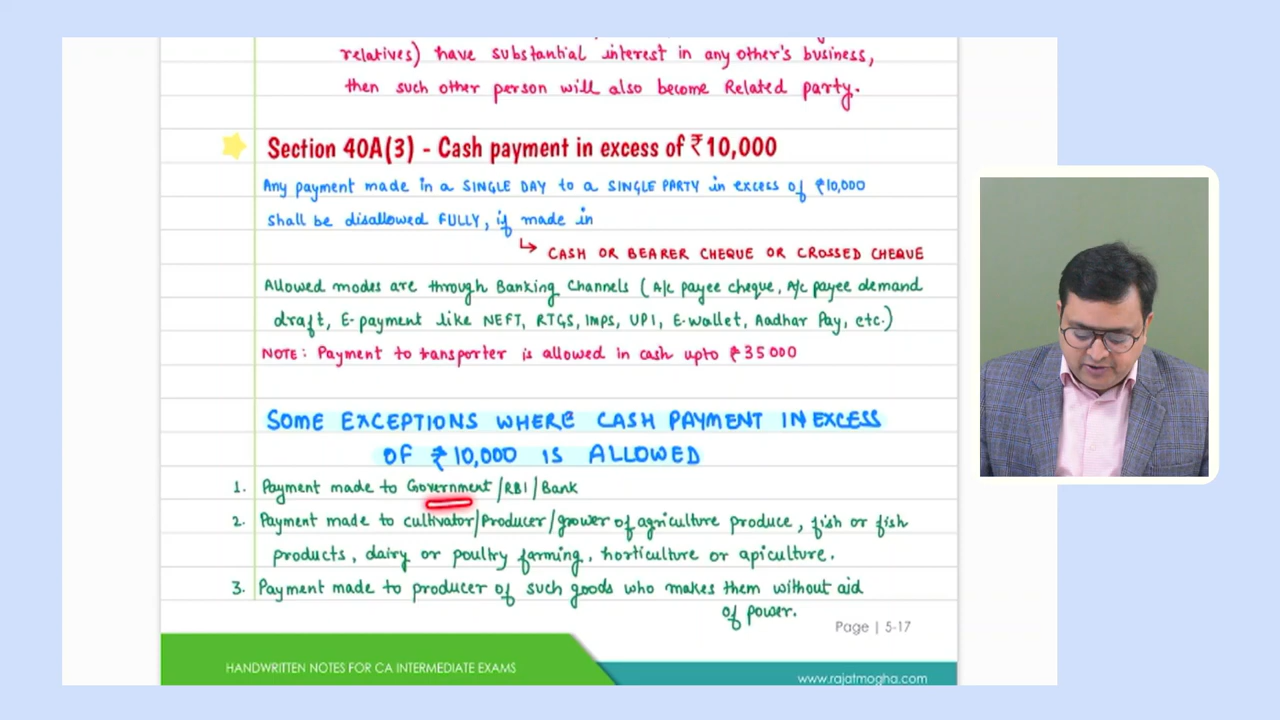 relatives) have substantial interest in any other's business,
then such other person will also become Related party.
Section 40A(3) - Cash payment in excess of ₹10,000
Any payment made in a SINGLE DAY to a SINGLE PARTY in excess of ₹10,000
shall be disallowed FULLY, if made in
↳ CASH OR BEARER CHEQUE OR CROSSED CHEQUE
Allowed modes are through Banking Channels (A/c payee cheque, A/c payee demand
draft, E-payment like NEFT, RTGS, IMPS, UPI, E-wallet, Aadhar Pay, etc.)
NOTE: Payment to transporter is allowed in cash upto ₹35000
SOME EXCEPTIONS WHERE CASH PAYMENT IN EXCESS
OF ₹10,000 IS ALLOWED
1. Payment made to Government/RBI/Bank
2. Payment made to cultivator/Producer/grower of agriculture produce, fish or fish
products, dairy or poultry farming, horticulture or apiculture.
3. Payment made to producer of such goods who makes them without aid
of power.
Page | 5-17
HANDWRITTEN NOTES FOR CA INTERMEDIATE EXAMS
www.rajatmogha.com